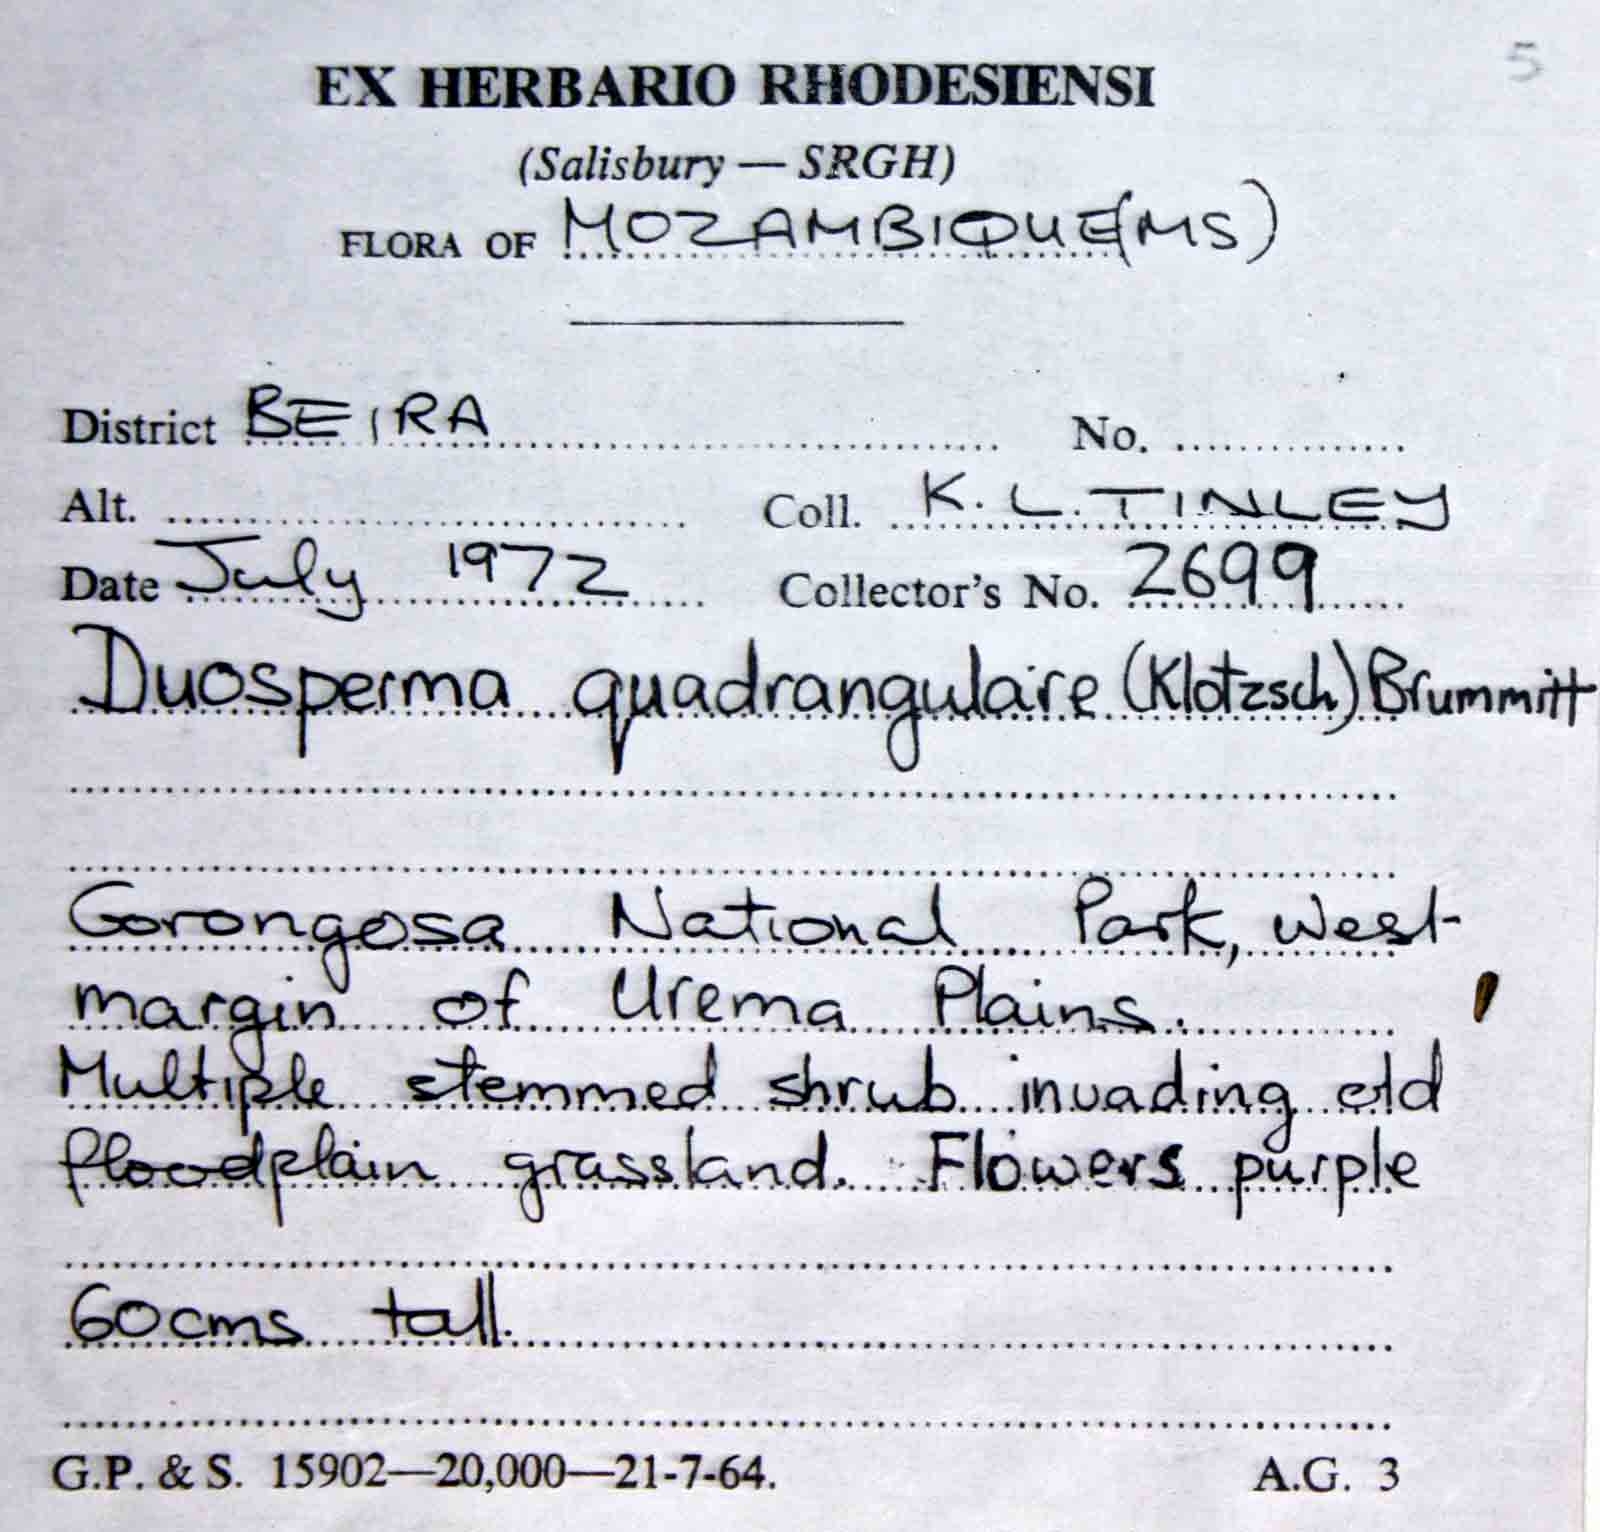 5
EX HERBARIO RHODESIENSI
(Salisbury — SRGH)
FLORA OF MOZAMBIQUE (MS)
District BEIRA No.
Alt. Coll. K. L. TINLEY
Date July 1972 Collector's No. 2699
Duosperma quadrangulaire (Klotzsch) Brummitt
Gorongosa National Park, west
margin of Urema Plains.
Multiple stemmed shrub invading old
floodplain grassland. Flowers purple
60cms tall.
G.P. & S. 15902—20,000—21-7-64. A.G. 3